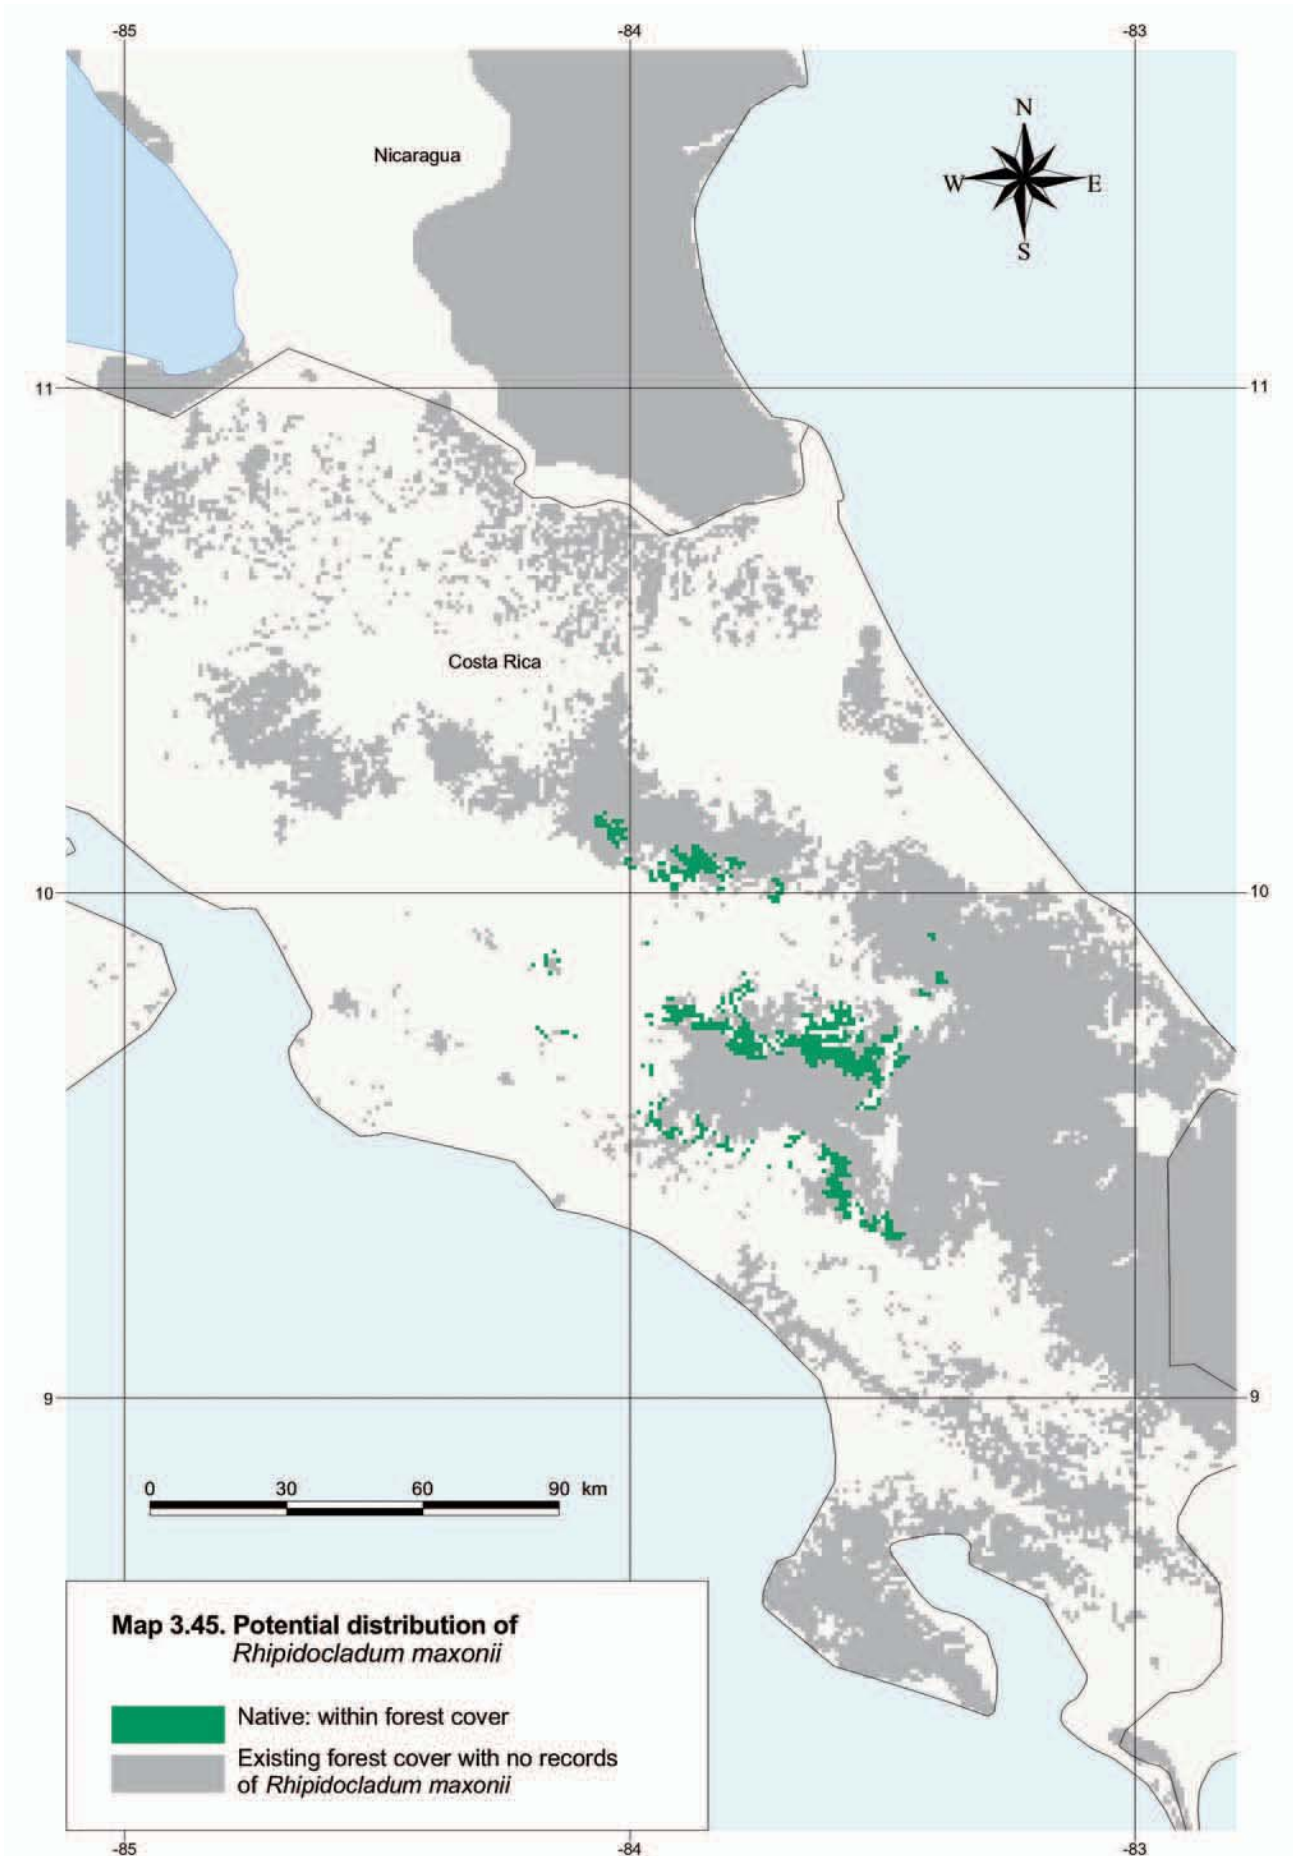 -85 -84 -83
N
Nicaragua
W E
S
11 11
Costa Rica
10 10
9 9
0 30 60 90 km
Map 3.45. Potential distribution of
Rhipidocladum maxonii
Native: within forest cover
Existing forest cover with no records
of Rhipidocladum maxonii
-85 -84 -83